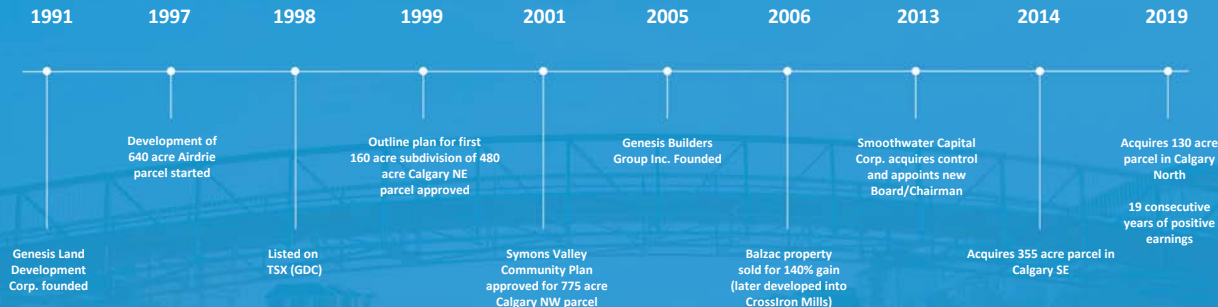 1991
1997
1998
1999
2001
2005
2006
2013
2014
2019
Genesis Land
Development
Corp. founded
Development of
640 acre Airdrie
parcel started
Listed on
TSX (GDC)
Outline plan for first
160 acre subdivision of 480
acre Calgary NE
parcel approved
Symons Valley
Community Plan
approved for 775 acre
Calgary NW parcel
Genesis Builders
Group Inc. Founded
Balzac property
sold for 140% gain
(later developed into
CrossIron Mills)
Smoothwater Capital
Corp. acquires control
and appoints new
Board/Chairman
Acquires 355 acre parcel in
Calgary SE
Acquires 130 acre
parcel in Calgary
North
19 consecutive
years of positive
earnings